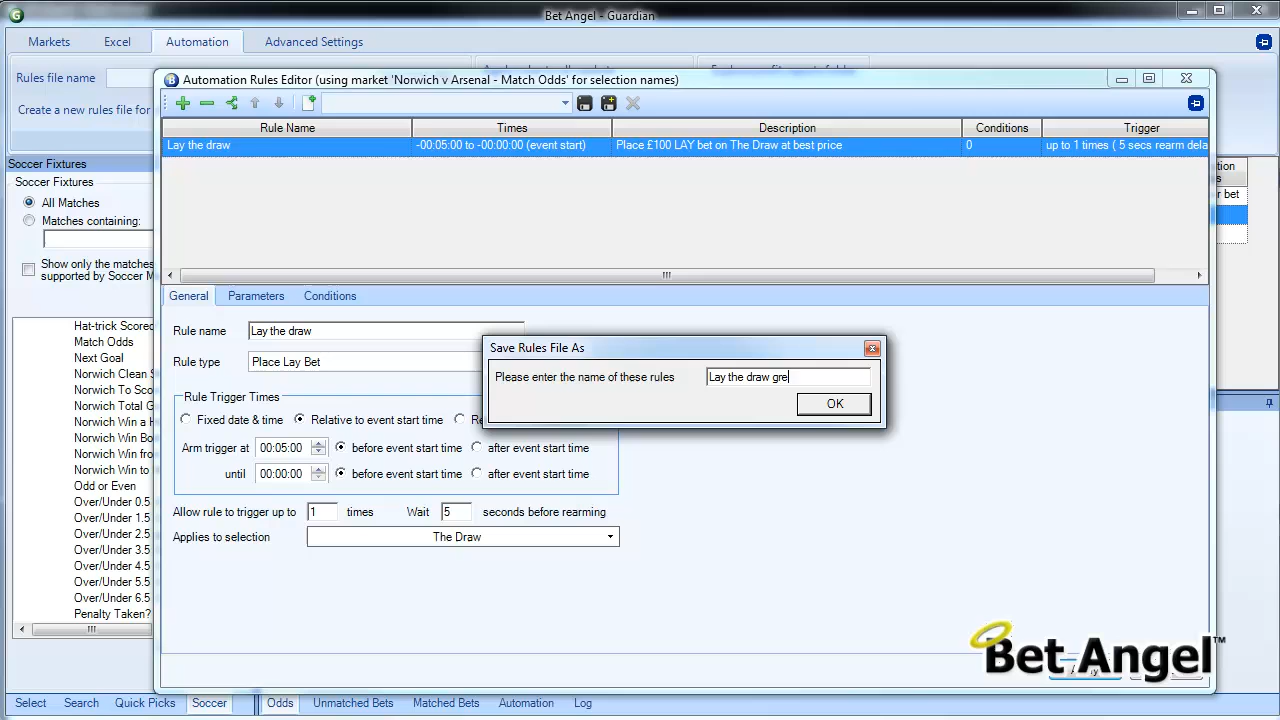 Bet Angel - Guardian
Markets Excel Automation Advanced Settings
Rules file name
Create a new rules file for
Automation Rules Editor (using market 'Norwich v Arsenal - Match Odds' for selection names)
Rule Name Times Description Conditions Trigger
Lay the draw -00:05:00 to -00:00:00 (event start) Place £100 LAY bet on The Draw at best price 0 up to 1 times ( 5 secs rearm dela
r bet
Soccer Fixtures
Soccer Fixtures
All Matches
Matches containing:
Show only the matches
supported by Soccer M
Hat-trick Scored
Match Odds
Next Goal
Norwich Clean S
Norwich To Sco
Norwich Total G
Norwich Win a H
Norwich Win Bo
Norwich Win from
Norwich Win to
Odd or Even
Over/Under 0.5
Over/Under 1.5
Over/Under 2.5
Over/Under 3.5
Over/Under 4.5
Over/Under 5.5
Over/Under 6.5
Penalty Taken?
General Parameters Conditions
Rule name Lay the draw
Rule type Place Lay Bet
Rule Trigger Times
Fixed date & time Relative to event start time Re
Arm trigger at 00:05:00 before event start time after event start time
until 00:00:00 before event start time after event start time
Allow rule to trigger up to 1 times Wait 5 seconds before rearming
Applies to selection The Draw
Save Rules File As
Please enter the name of these rules Lay the draw gre
OK
Bet Angel™
Select Search Quick Picks Soccer Odds Unmatched Bets Matched Bets Automation Log